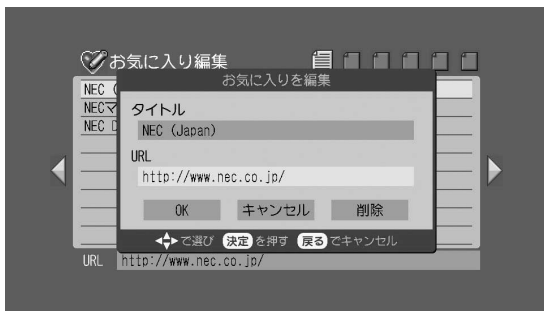 お気に入り編集
お気に入りを編集
NEC (
NECマ
NEC D
タイトル
NEC (Japan)
URL
http://www.nec.co.jp/
OK キャンセル 削除
で選び 決定 を押す 戻る でキャンセル
URL http://www.nec.co.jp/